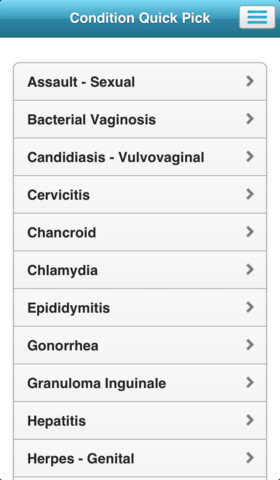 Condition Quick Pick
Assault - Sexual
Bacterial Vaginosis
Candidiasis - Vulvovaginal
Cervicitis
Chancroid
Chlamydia
Epididymitis
Gonorrhea
Granuloma Inguinale
Hepatitis
Herpes - Genital